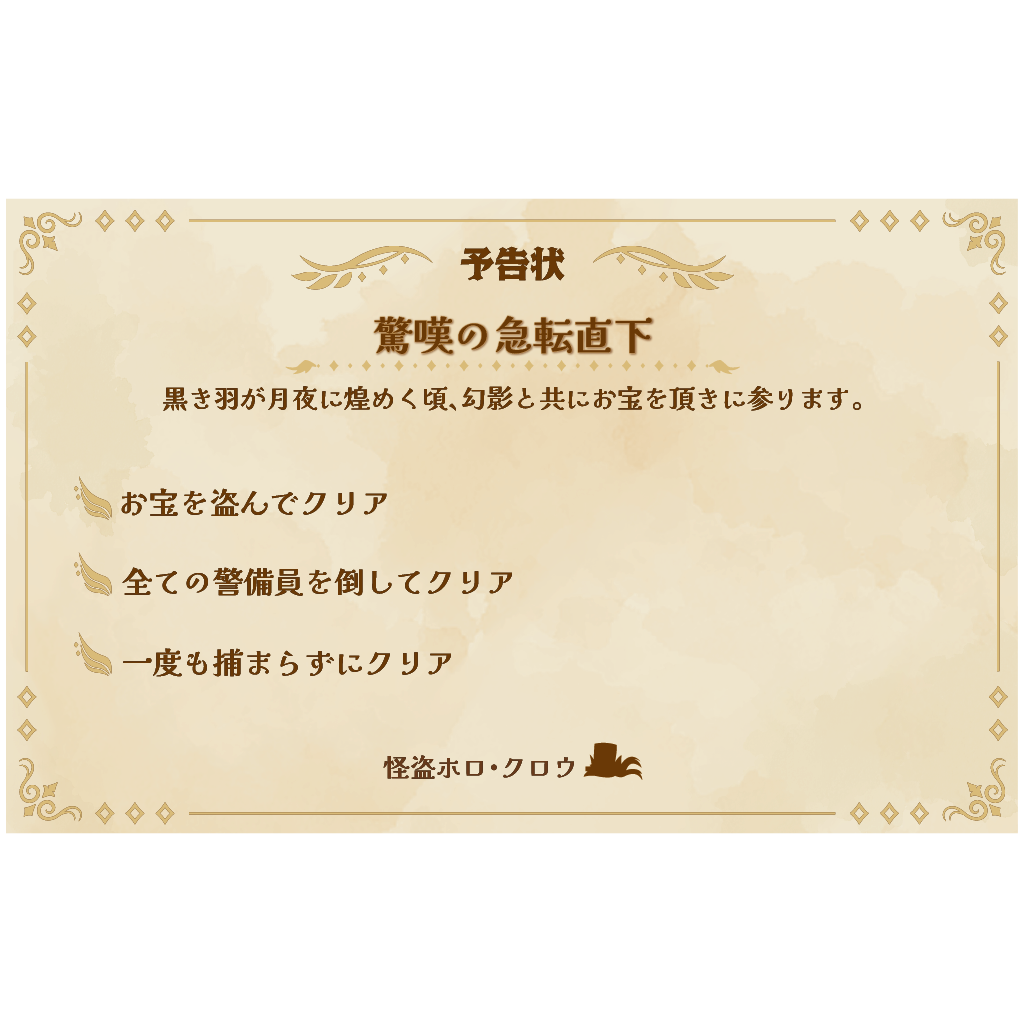 予告状
驚嘆の急転直下
黒き羽が月夜に煌めく頃、幻影と共にお宝を頂きに参ります。
お宝を盗んでクリア
全ての警備員を倒してクリア
一度も捕まらずにクリア
怪盗ホロ・クロウ